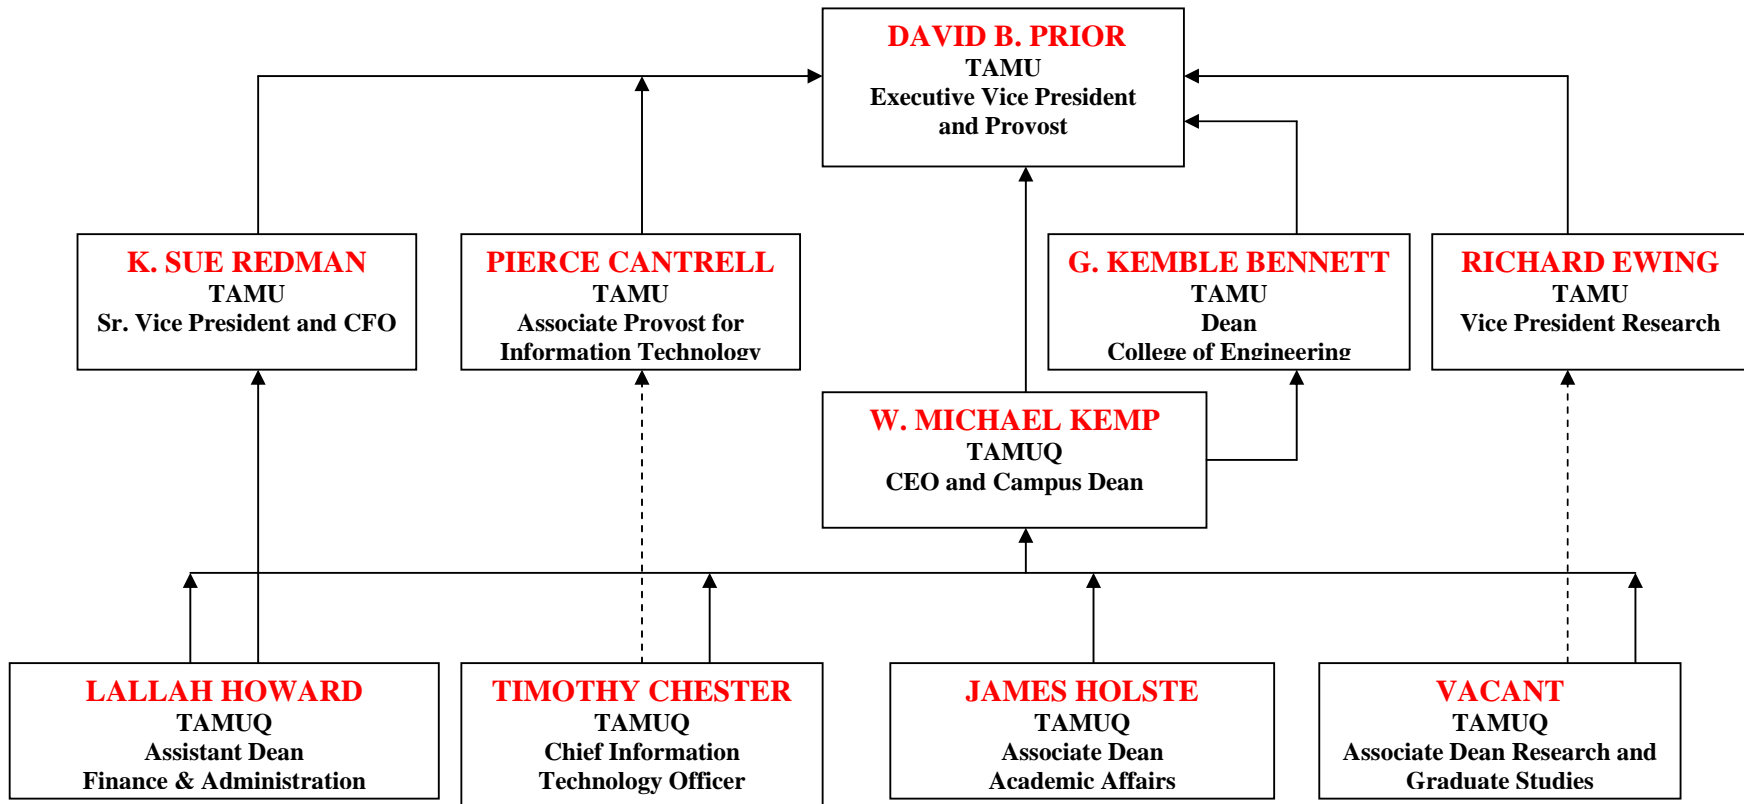 DAVID B. PRIOR
TAMU
Executive Vice President
and Provost
K. SUE REDMAN
TAMU
Sr. Vice President and CFO
PIERCE CANTRELL
TAMU
Associate Provost for
Information Technology
G. KEMBLE BENNETT
TAMU
Dean
College of Engineering
RICHARD EWING
TAMU
Vice President Research
W. MICHAEL KEMP
TAMUQ
CEO and Campus Dean
LALLAH HOWARD
TAMUQ
Assistant Dean
Finance & Administration
TIMOTHY CHESTER
TAMUQ
Chief Information
Technology Officer
JAMES HOLSTE
TAMUQ
Associate Dean
Academic Affairs
VACANT
TAMUQ
Associate Dean Research and
Graduate Studies